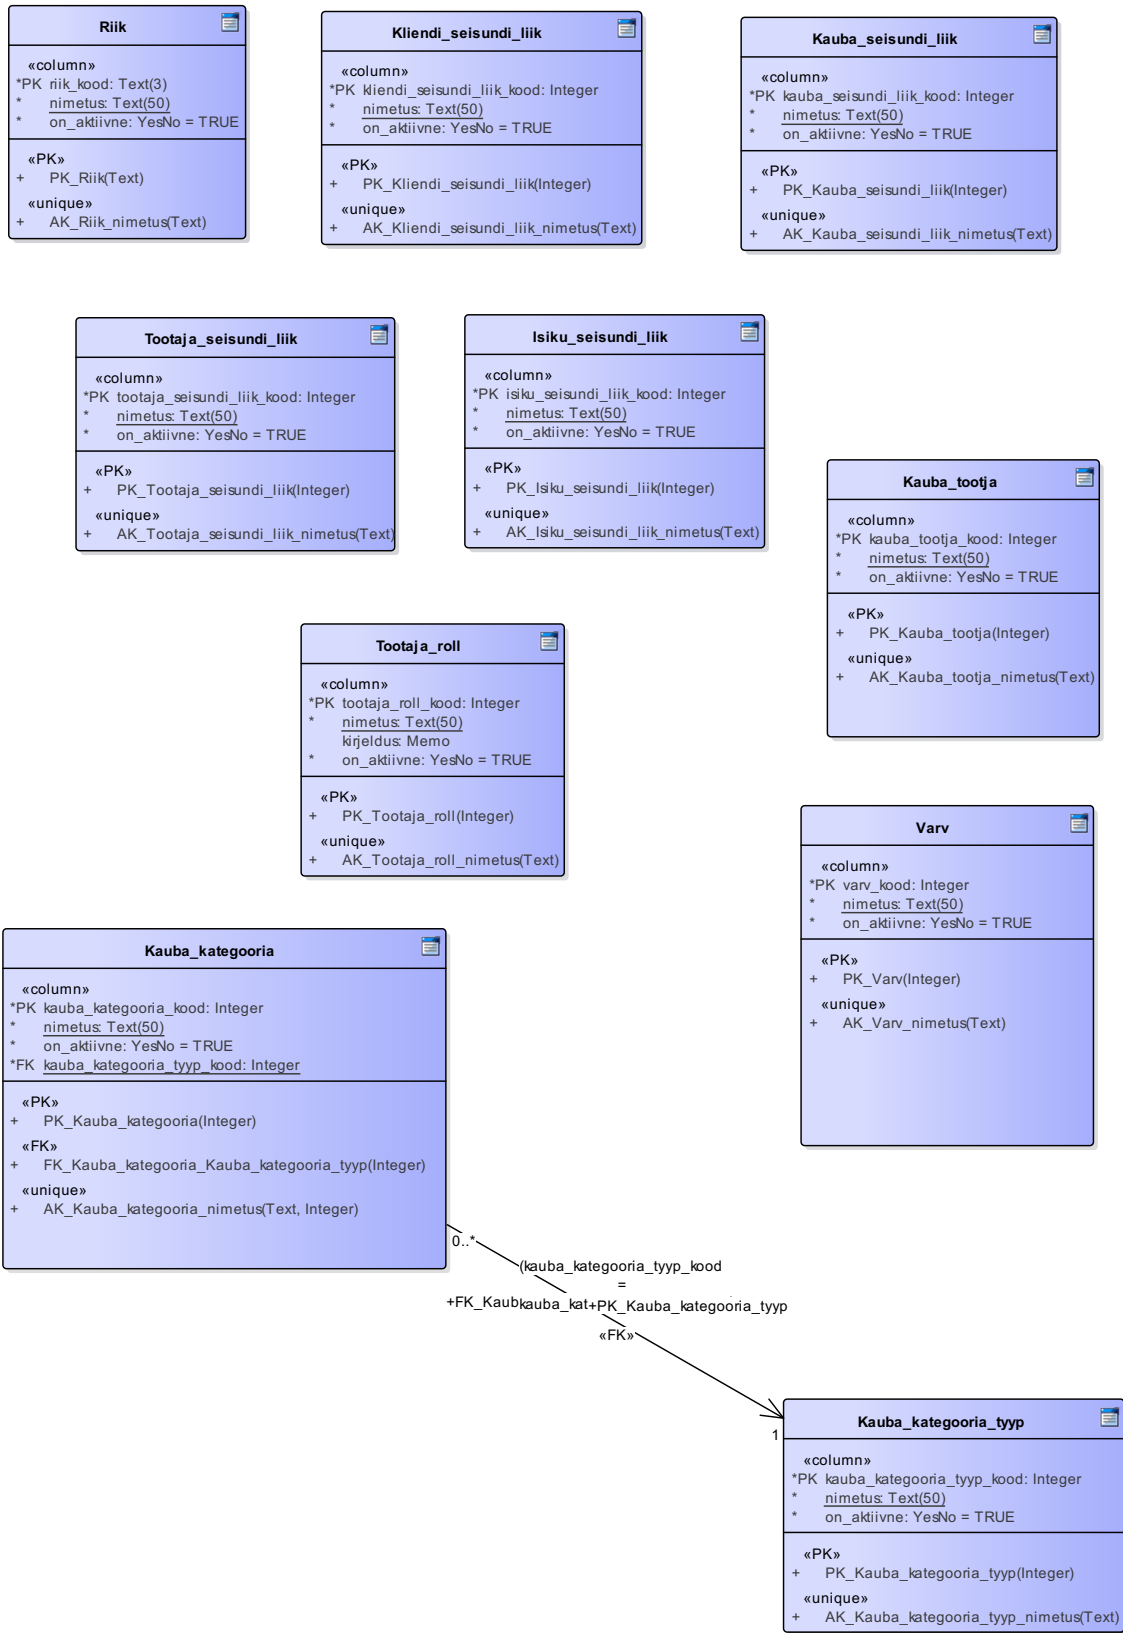 Riik
«column»
*PK riik_kood: Text(3)
* nimetus: Text(50)
* on_aktiivne: YesNo = TRUE
«PK»
+ PK_Riik(Text)
«unique»
+ AK_Riik_nimetus(Text)
Kliendi_seisundi_liik
«column»
*PK kliendi_seisundi_liik_kood: Integer
* nimetus: Text(50)
* on_aktiivne: YesNo = TRUE
«PK»
+ PK_Kliendi_seisundi_liik(Integer)
«unique»
+ AK_Kliendi_seisundi_liik_nimetus(Text)
Kauba_seisundi_liik
«column»
*PK kauba_seisundi_liik_kood: Integer
* nimetus: Text(50)
* on_aktiivne: YesNo = TRUE
«PK»
+ PK_Kauba_seisundi_liik(Integer)
«unique»
+ AK_Kauba_seisundi_liik_nimetus(Text)
Tootaja_seisundi_liik
«column»
*PK tootaja_seisundi_liik_kood: Integer
* nimetus: Text(50)
* on_aktiivne: YesNo = TRUE
«PK»
+ PK_Tootaja_seisundi_liik(Integer)
«unique»
+ AK_Tootaja_seisundi_liik_nimetus(Text)
Isiku_seisundi_liik
«column»
*PK isiku_seisundi_liik_kood: Integer
* nimetus: Text(50)
* on_aktiivne: YesNo = TRUE
«PK»
+ PK_Isiku_seisundi_liik(Integer)
«unique»
+ AK_Isiku_seisundi_liik_nimetus(Text)
Kauba_tootja
«column»
*PK kauba_tootja_kood: Integer
* nimetus: Text(50)
* on_aktiivne: YesNo = TRUE
«PK»
+ PK_Kauba_tootja(Integer)
«unique»
+ AK_Kauba_tootja_nimetus(Text)
Tootaja_roll
«column»
*PK tootaja_roll_kood: Integer
* nimetus: Text(50)
kirjeldus: Memo
* on_aktiivne: YesNo = TRUE
«PK»
+ PK_Tootaja_roll(Integer)
«unique»
+ AK_Tootaja_roll_nimetus(Text)
Varv
«column»
*PK varv_kood: Integer
* nimetus: Text(50)
* on_aktiivne: YesNo = TRUE
«PK»
+ PK_Varv(Integer)
«unique»
+ AK_Varv_nimetus(Text)
Kauba_kategooria
«column»
*PK kauba_kategooria_kood: Integer
* nimetus: Text(50)
* on_aktiivne: YesNo = TRUE
*FK kauba_kategooria_tyyp_kood: Integer
«PK»
+ PK_Kauba_kategooria(Integer)
«FK»
+ FK_Kauba_kategooria_Kauba_kategooria_tyyp(Integer)
«unique»
+ AK_Kauba_kategooria_nimetus(Text, Integer)
0..*
(kauba_kategooria_tyyp_kood
=
+FK_Kaub kauba_kat +PK_Kauba_kategooria_tyyp
«FK»
1
Kauba_kategooria_tyyp
«column»
*PK kauba_kategooria_tyyp_kood: Integer
* nimetus: Text(50)
* on_aktiivne: YesNo = TRUE
«PK»
+ PK_Kauba_kategooria_tyyp(Integer)
«unique»
+ AK_Kauba_kategooria_tyyp_nimetus(Text)